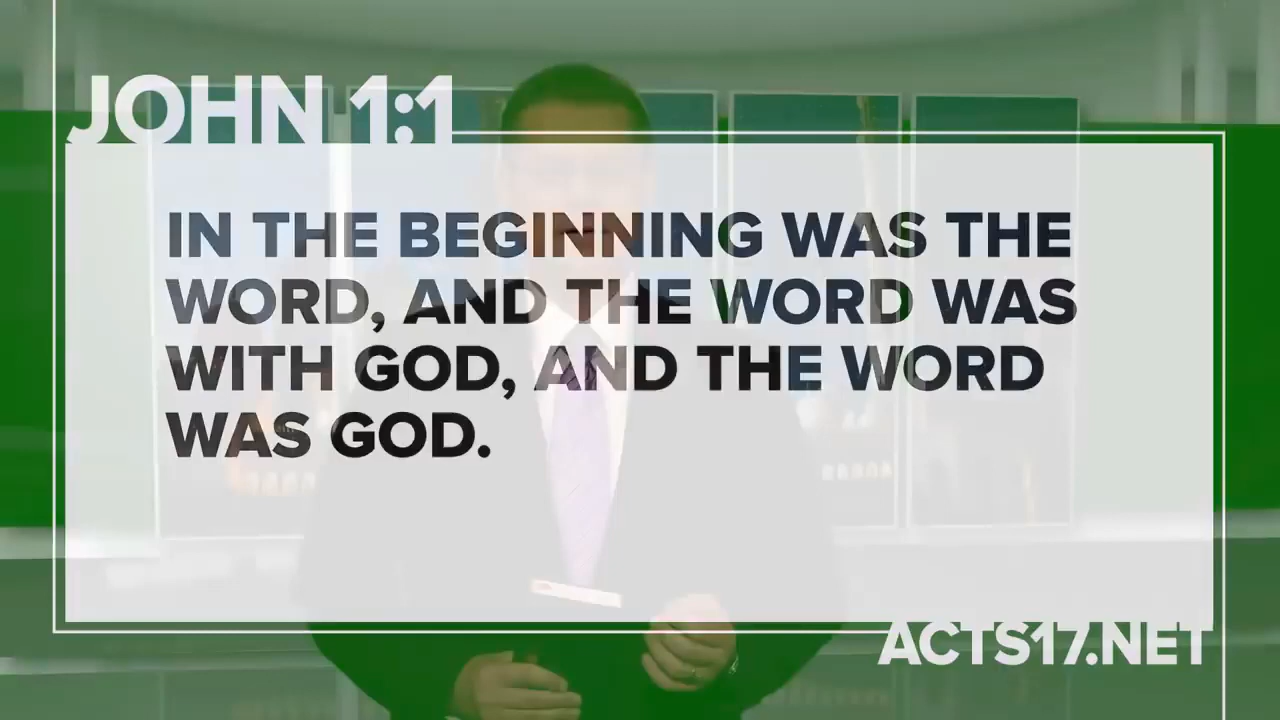 JOHN 1:1
IN THE BEGINNING WAS THE
WORD, AND THE WORD WAS
WITH GOD, AND THE WORD
WAS GOD.
ACTS17.NET